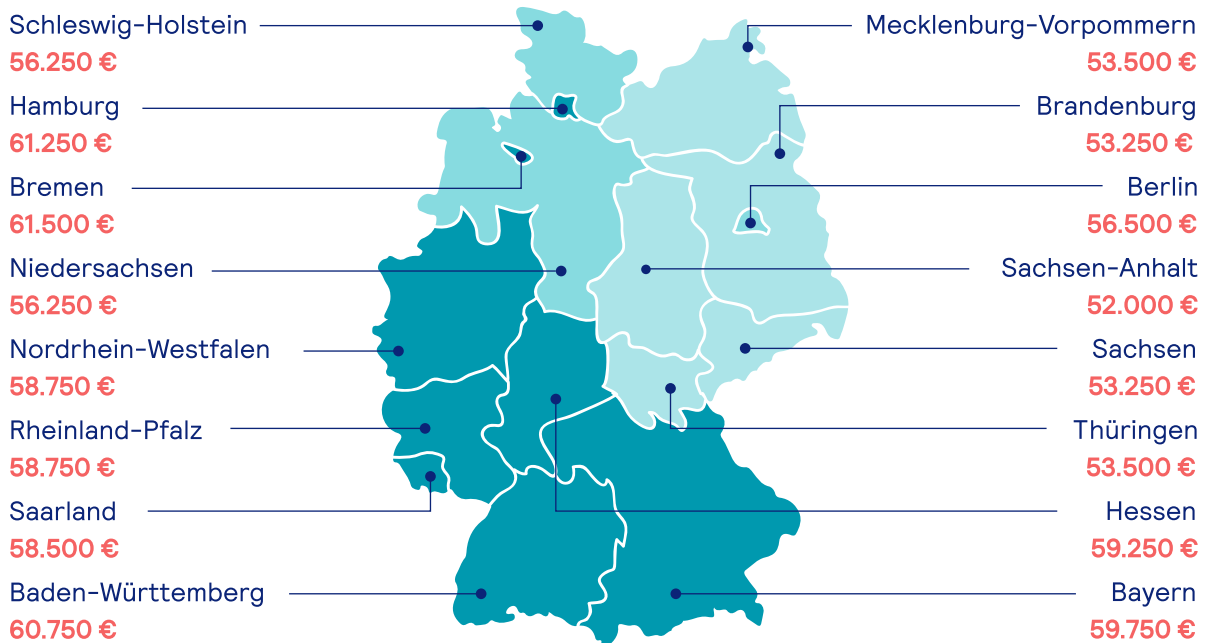 Schleswig-Holstein
56.250 €
Hamburg
61.250 €
Bremen
61.500 €
Niedersachsen
56.250 €
Nordrhein-Westfalen
58.750 €
Rheinland-Pfalz
58.750 €
Saarland
58.500 €
Baden-Württemberg
60.750 €
Mecklenburg-Vorpommern
53.500 €
Brandenburg
53.250 €
Berlin
56.500 €
Sachsen-Anhalt
52.000 €
Sachsen
53.250 €
Thüringen
53.500 €
Hessen
59.250 €
Bayern
59.750 €